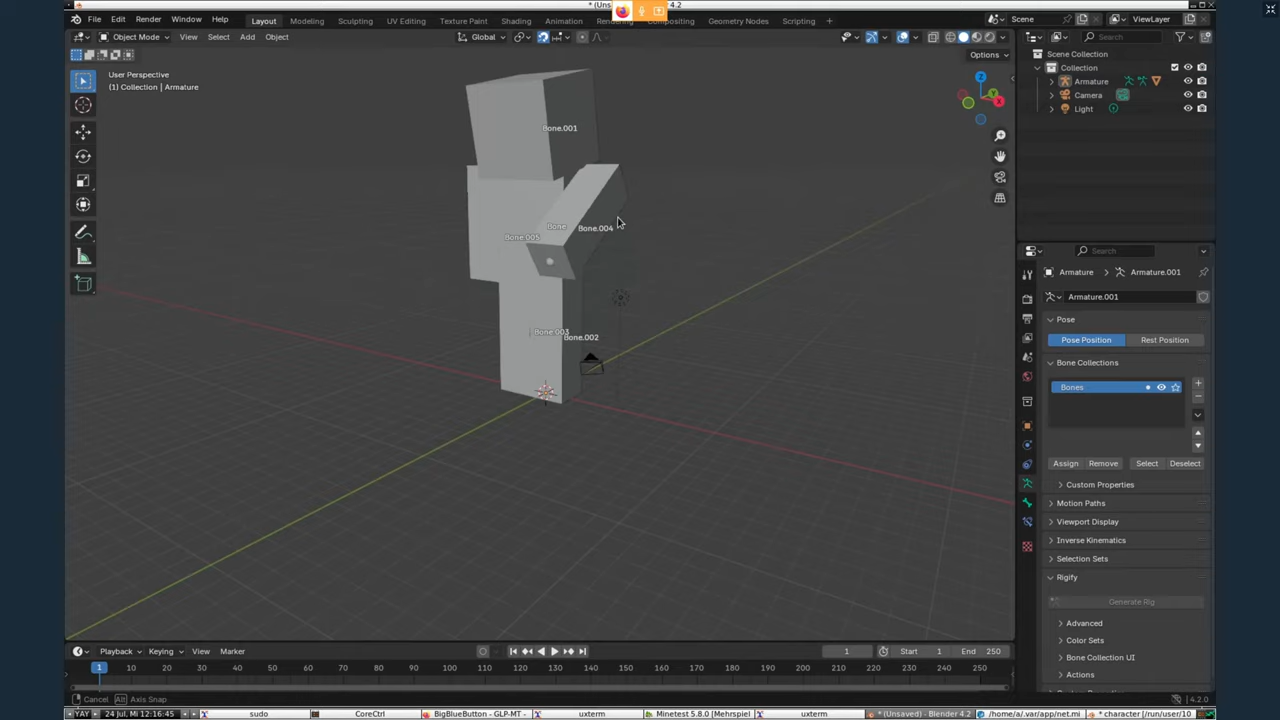 * (Uns
4.2
File Edit Render Window Help
Layout Modeling Sculpting UV Editing Texture Paint Shading Animation Rendering Compositing Geometry Nodes Scripting
Scene
ViewLayer
Object Mode View Select Add Object
Global
Search
Options
User Perspective
(1) Collection | Armature
Z
Y
X
Scene Collection
Collection
Armature
Camera
Light
Bone.001
Bone
Bone.004
Bone.005
Bone.003
Bone.002
Search
Armature
Armature.001
Armature.001
Pose
Pose Position Rest Position
Bone Collections
Bones
Assign Remove Select Deselect
Custom Properties
Motion Paths
Viewport Display
Inverse Kinematics
Selection Sets
Rigify
Generate Rig
Advanced
Color Sets
Bone Collection UI
Actions
Playback Keying View Marker
1
Start 1
End 250
1 10 20 30 40 50 60 70 80 90 100 110 120 130 140 150 160 170 180 190 200 210 220 230 240 250
Cancel Alt Axis Snap
4.2.0
YAY 24 Jul, Mi 12:16:45 sudo CoreCtrl BigBlueButton - GLP-MT uxterm Minetest 5.8.0 [Mehrspiel uxterm * (Unsaved) - Blender 4.2 /home/a/.var/app/net.mi * character [/run/user/10